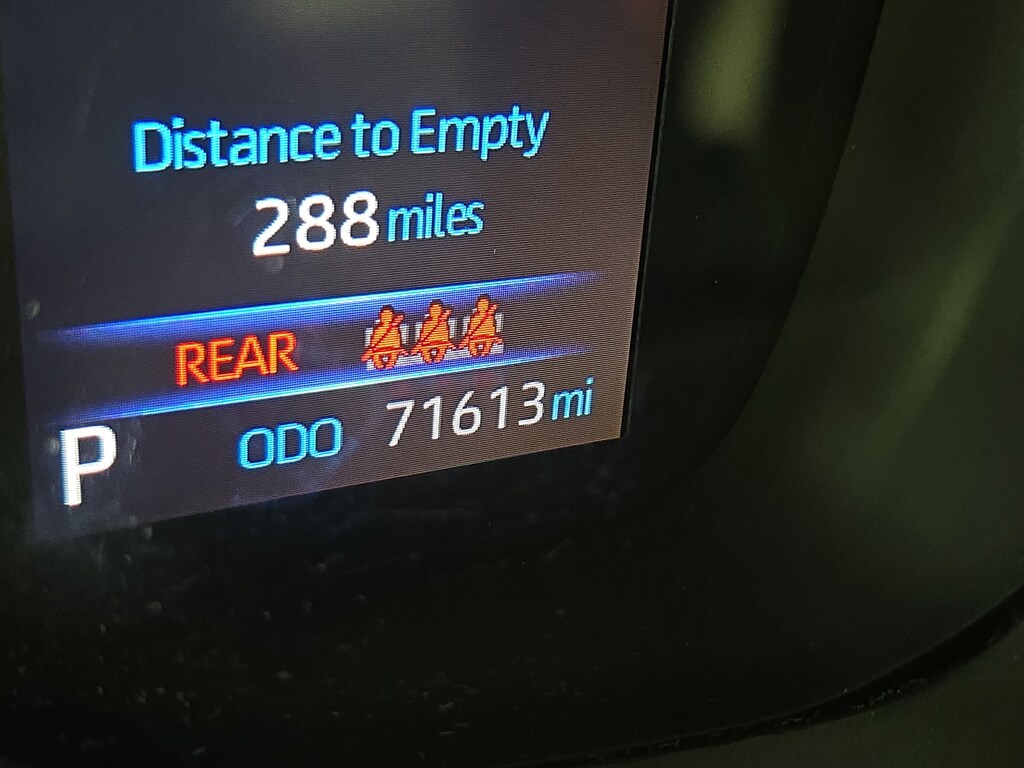 Distance to Empty
288 miles
REAR
P ODO 71613 mi